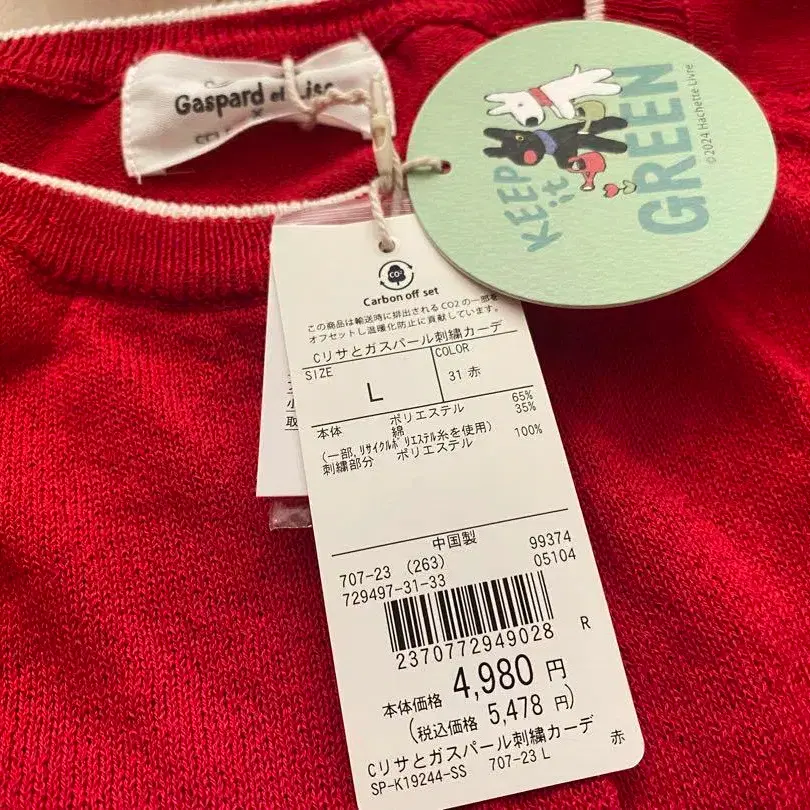 Gaspard et Lisa
×
KEEP
it
GREEN
©2024 Hachette Livre
CO2
Carbon off set
この商品は輸送時に排出されるCO2の一部を
オフセットし温暖化防止に貢献しています。
Cリサとガスパール刺繍カーデ
SIZE
COLOR
L
31 赤
本体 ポリエステル 65%
綿 35%
(一部,リサイクルポリエステル糸を使用)
刺繍部分 ポリエステル 100%
中国製
707-23 (263) 99374
729497-31-33 05104
2370772949028
R
本体価格 4,980 円
(税込価格 5,478 円)
Cリサとガスパール刺繍カーデ
赤
SP-K19244-SS 707-23 L
小
取